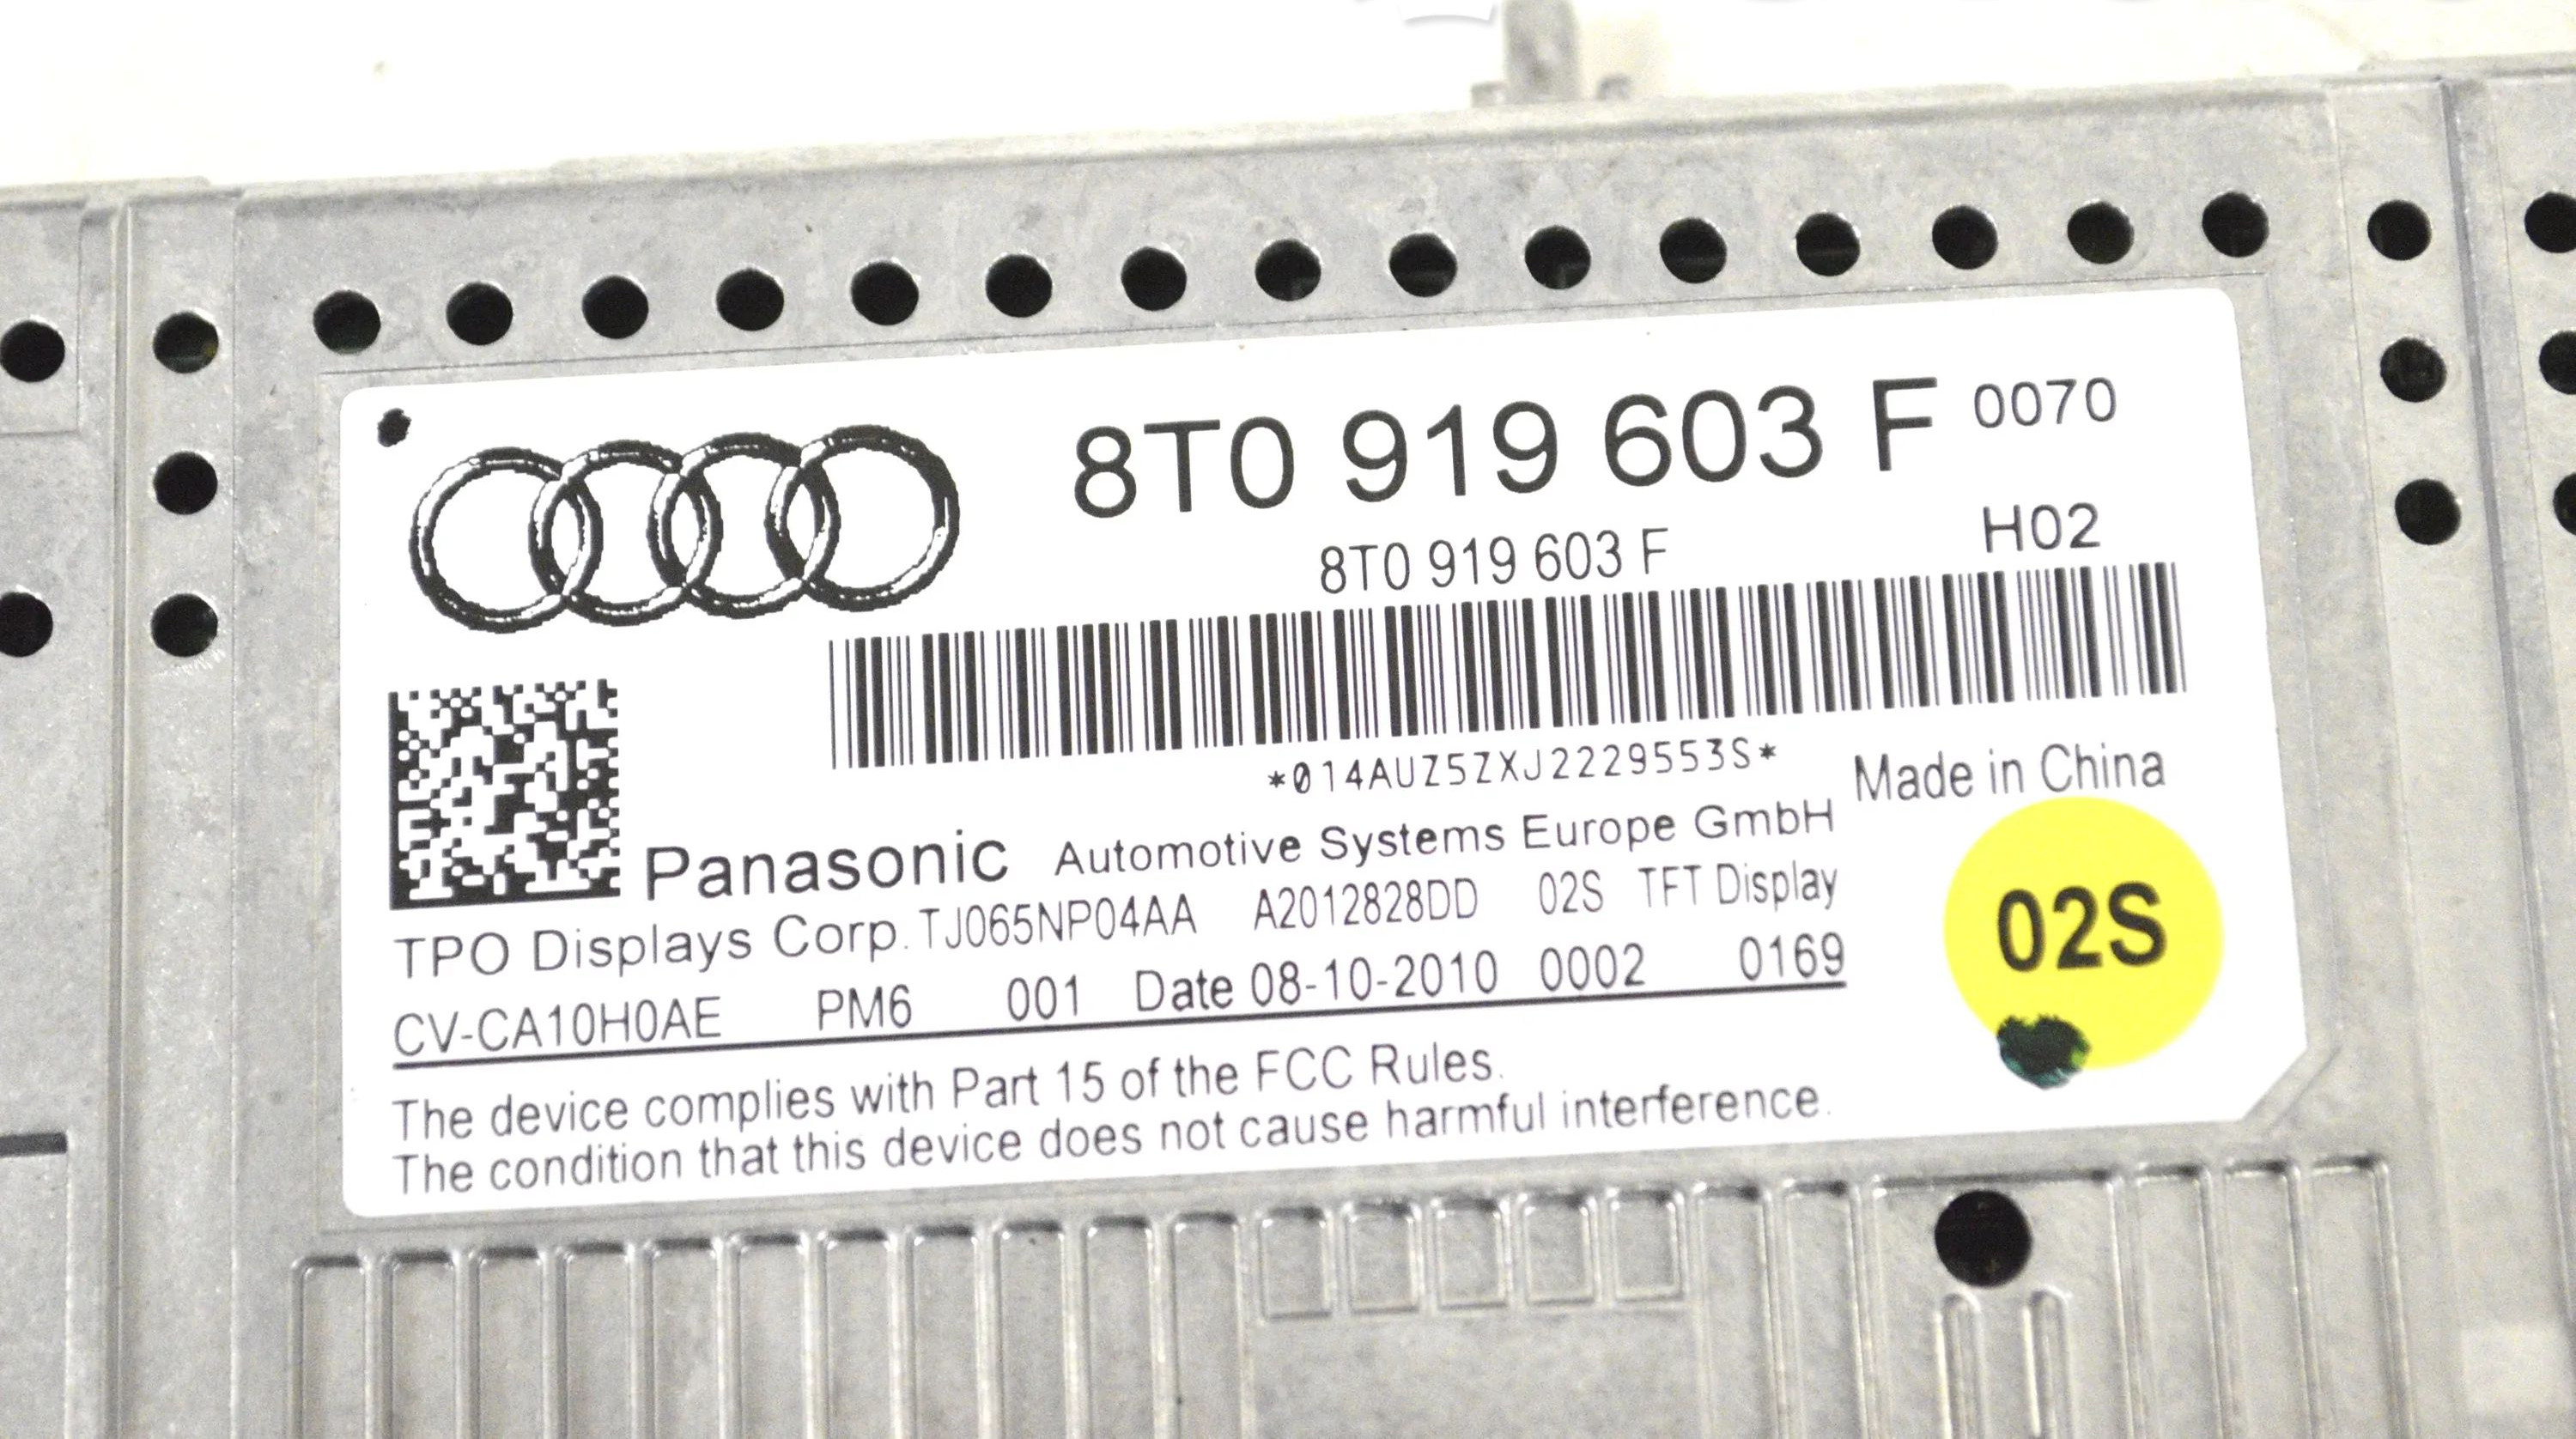 8T0 919 603 F 0070
8T0 919 603 F H02
*014AUZ5ZXJ2229553S*
Made in China
Panasonic Automotive Systems Europe GmbH
TPO Displays Corp. TJ065NP04AA A2012828DD 02S TFT Display
CV-CA10H0AE PM6 001 Date 08-10-2010 0002 0169
02S
The device complies with Part 15 of the FCC Rules.
The condition that this device does not cause harmful interference.